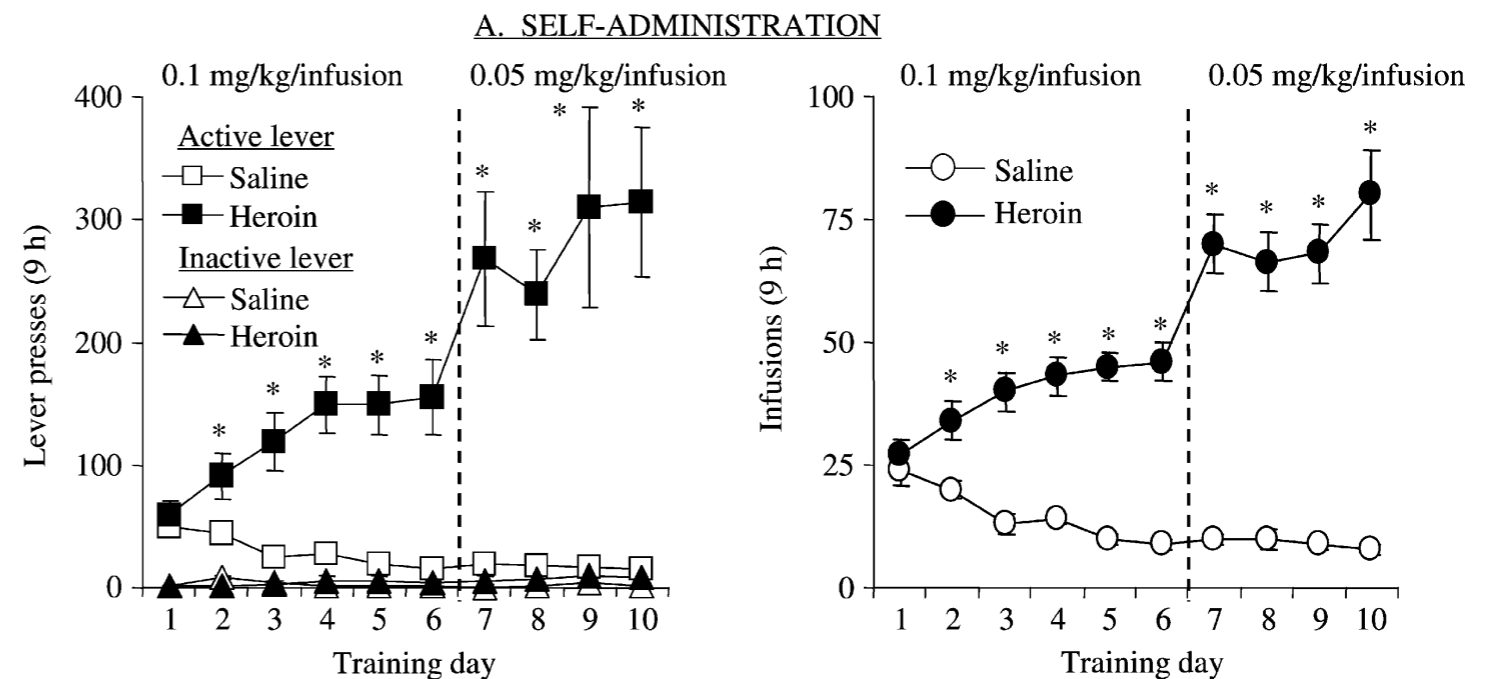 A. SELF-ADMINISTRATION
0.1 mg/kg/infusion
0.05 mg/kg/infusion
400
300
200
100
0
Lever presses (9 h)
Active lever
Saline
Heroin
Inactive lever
Saline
Heroin
*
*
*
*
*
*
*
*
*
1 2 3 4 5 6 7 8 9 10
Training day
0.1 mg/kg/infusion
0.05 mg/kg/infusion
100
75
50
25
0
Infusions (9 h)
Saline
Heroin
*
*
*
*
*
*
*
*
*
1 2 3 4 5 6 7 8 9 10
Training day